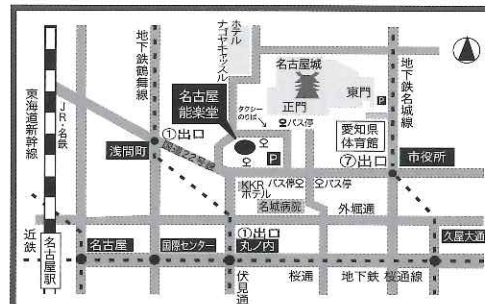 ホテル
ナゴヤキャッスル
地下鉄鶴舞線
名古屋城
東門
正門
P
地下鉄名城線
東海道新幹線
JR・名鉄
名古屋
能楽堂
タクシー
のりば
バス停
愛知県
体育館
①出口
浅間町
国道22号線
P
⑦出口
市役所
KKR
ホテル
バス停
バス停
名城病院
外堀通
近鉄
名古屋駅
名古屋
国際センター
①出口
丸ノ内
久屋大通
伏見通
桜通
地下鉄 桜通線